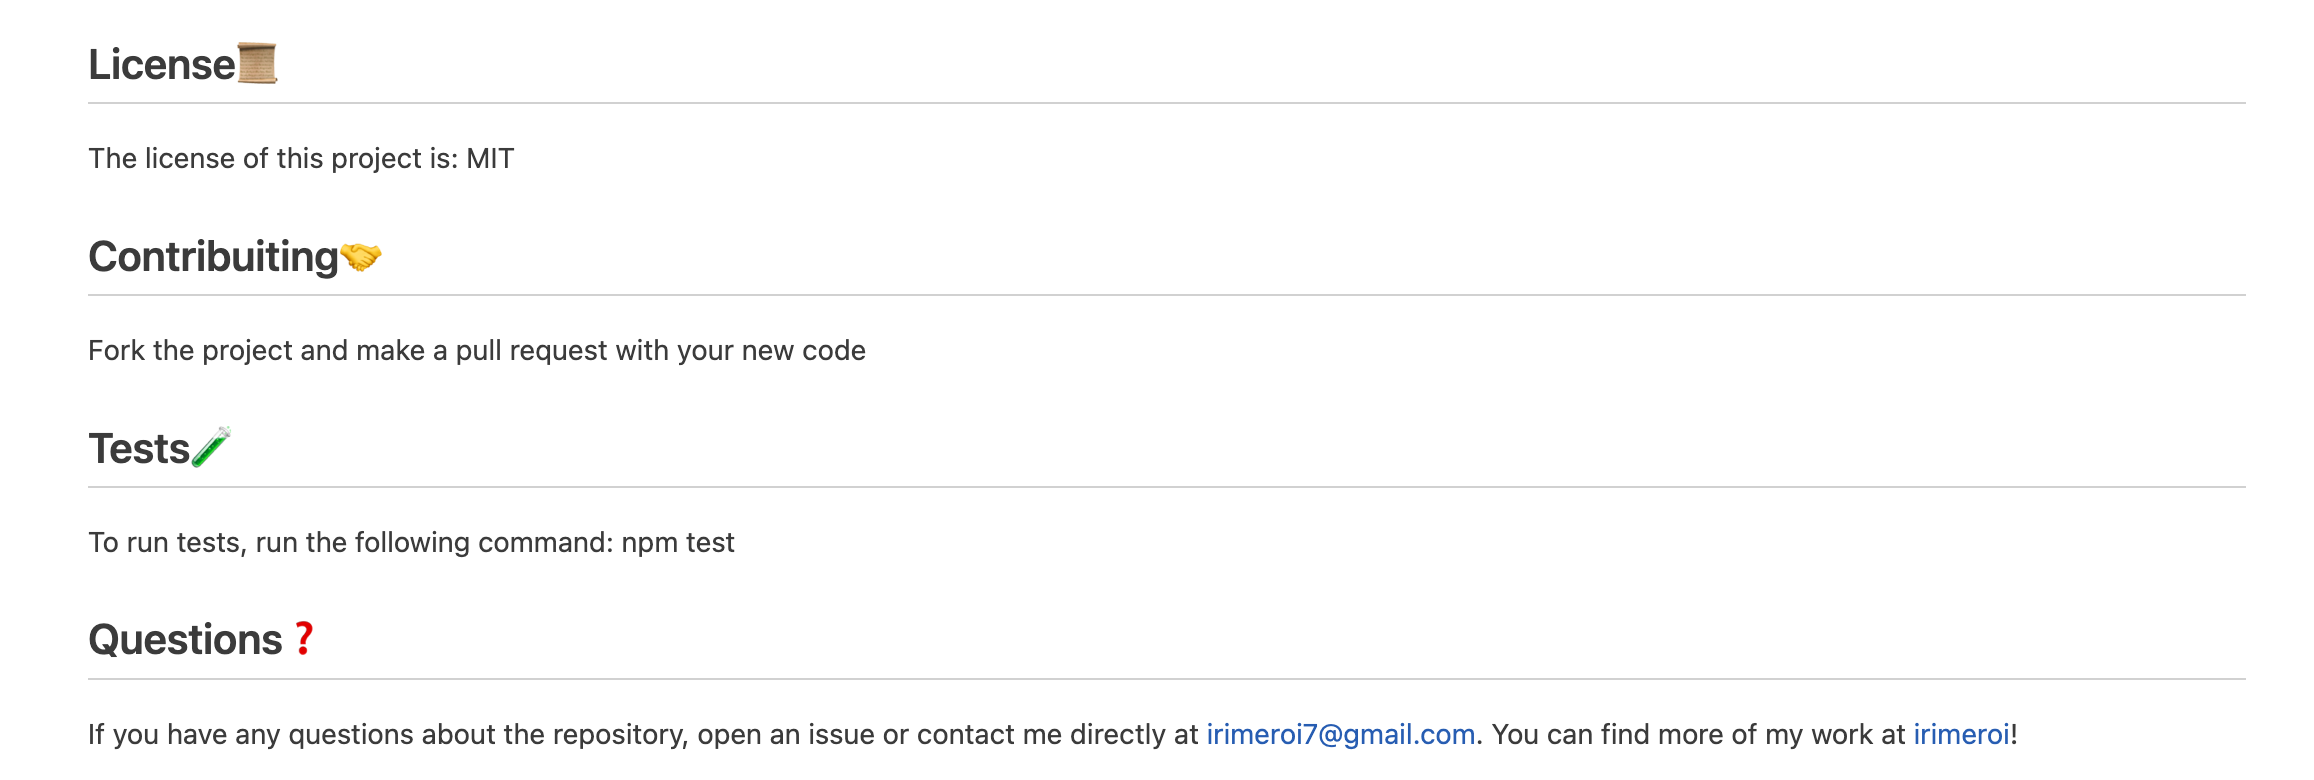 License📜
The license of this project is: MIT
Contribuiting🤝
Fork the project and make a pull request with your new code
Tests🧪
To run tests, run the following command: npm test
Questions❓
If you have any questions about the repository, open an issue or contact me directly at irimeroi7@gmail.com. You can find more of my work at irimeroi!